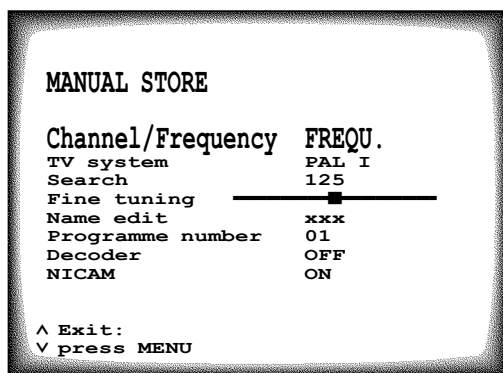 MANUAL STORE
Channel/Frequency FREQU.
TV system PAL I
Search 125
Fine tuning
Name edit xxx
Programme number 01
Decoder OFF
NICAM ON
^ Exit:
v press MENU